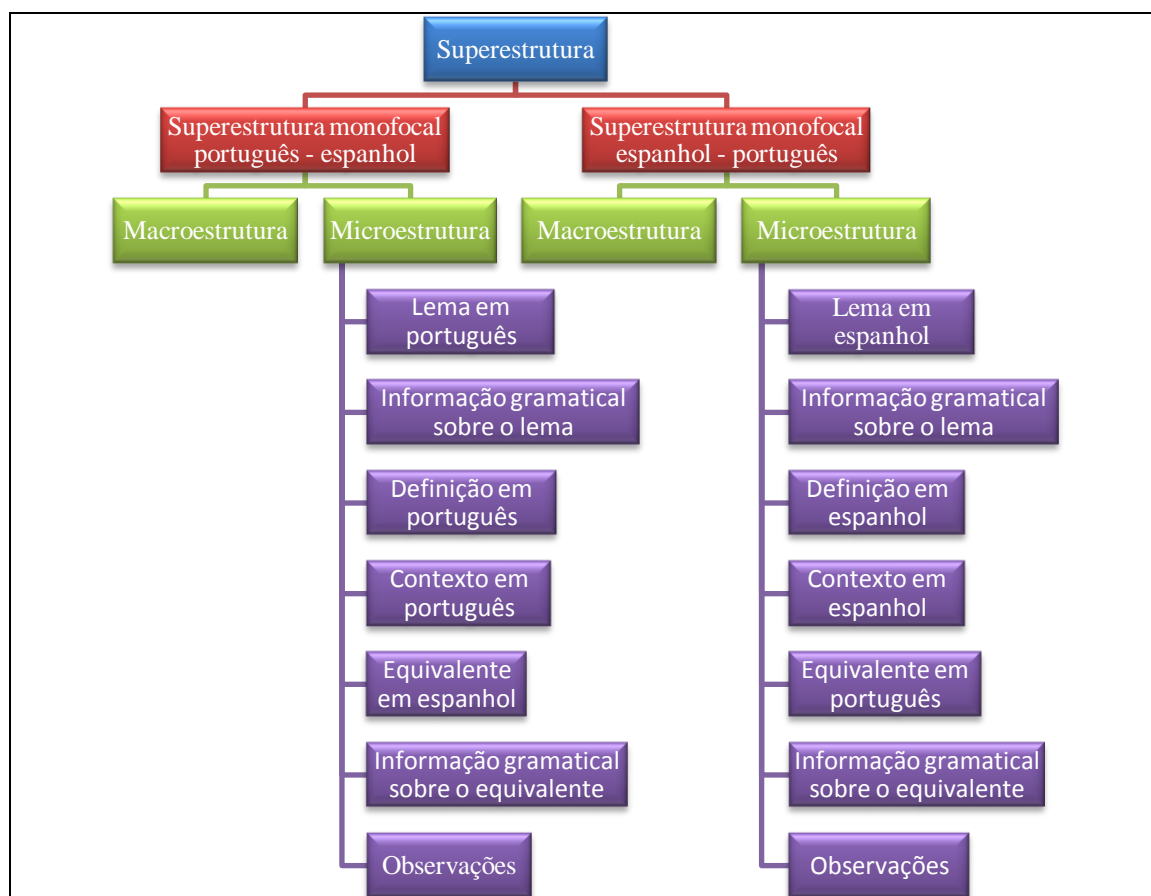 Superestrutura
Superestrutura monofocal
português - espanhol
Superestrutura monofocal
espanhol - português
Macroestrutura
Microestrutura
Macroestrutura
Microestrutura
Lema em
português
Informação gramatical
sobre o lema
Definição em
português
Contexto em
português
Equivalente
em espanhol
Informação gramatical
sobre o equivalente
Observações
Lema em
espanhol
Informação gramatical
sobre o lema
Definição em
espanhol
Contexto em
espanhol
Equivalente em
português
Informação gramatical
sobre o equivalente
Observações